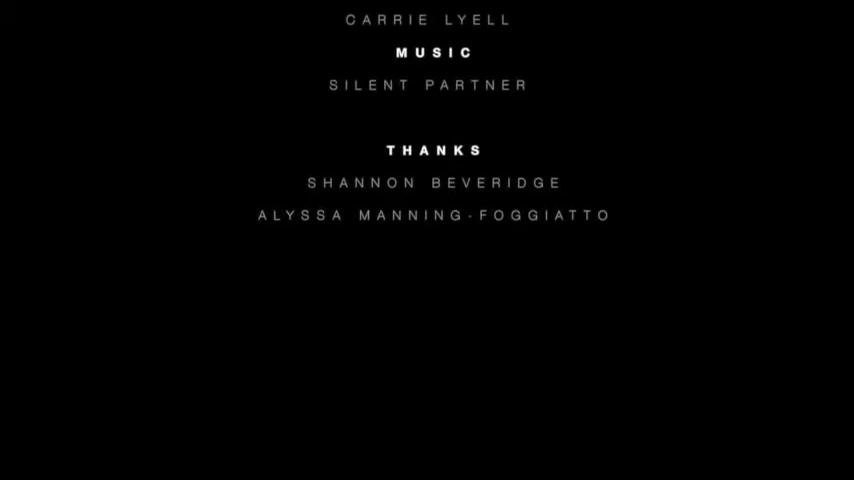 CARRIE LYELL
MUSIC
SILENT PARTNER
THANKS
SHANNON BEVERIDGE
ALYSSA MANNING-FOGGIATTO